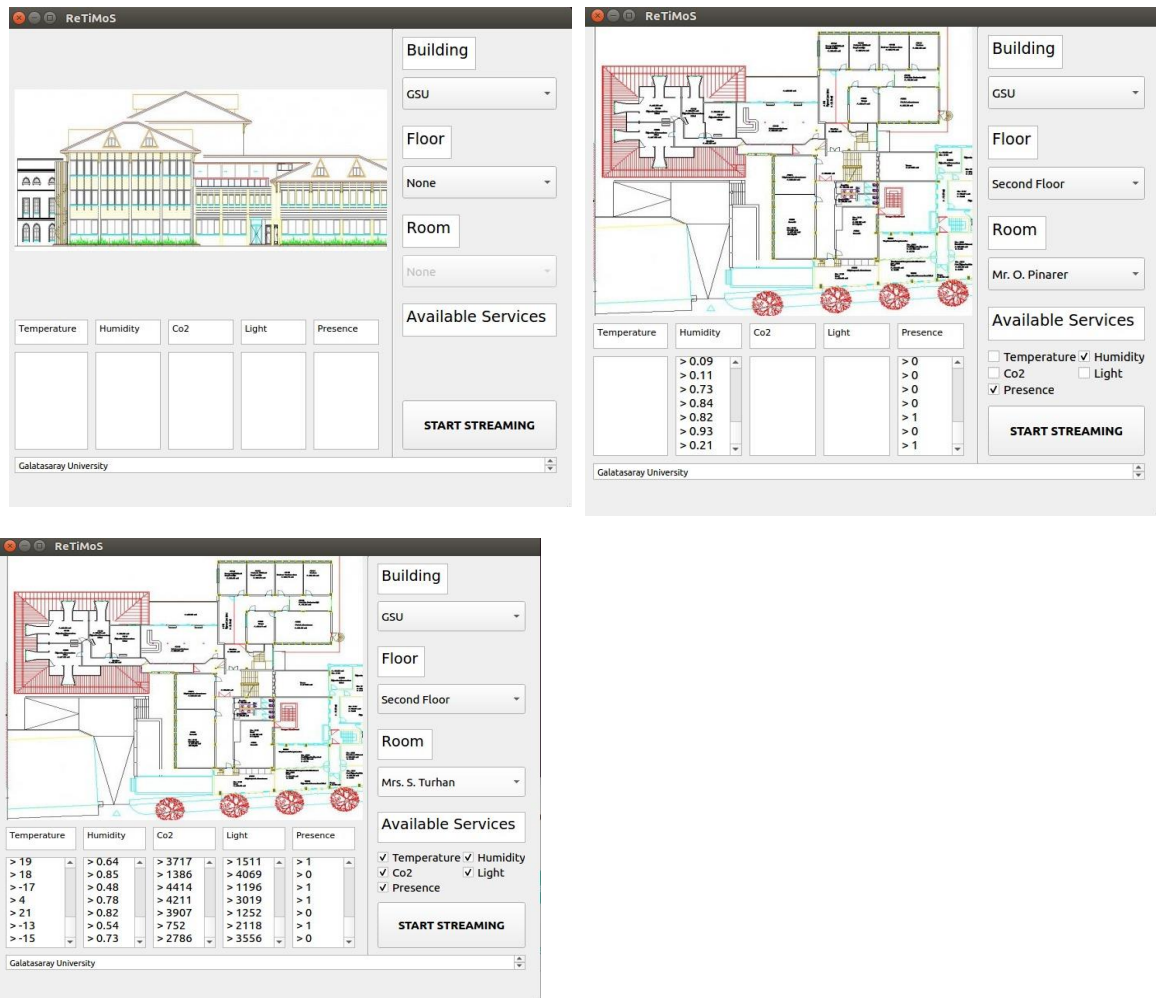 ReTiMoS
Building
GSU
Floor
None
Room
None
Available Services
Temperature Humidity Co2 Light Presence
START STREAMING
Galatasaray University
ReTiMoS
Building
GSU
Floor
Second Floor
Room
Mr. O. Pinarer
Available Services
Temperature Humidity
Co2 Light
Presence
START STREAMING
Temperature Humidity Co2 Light Presence
> 0.09 > 0
> 0.11 > 0
> 0.73 > 0
> 0.84 > 0
> 0.82 > 1
> 0.93 > 0
> 0.21 > 1
Galatasaray University
ReTiMoS
Building
GSU
Floor
Second Floor
Room
Mrs. S. Turhan
Available Services
Temperature Humidity
Co2 Light
Presence
START STREAMING
Temperature Humidity Co2 Light Presence
> 19 > 0.64 > 3717 > 1511 > 1
> 18 > 0.85 > 1386 > 4069 > 0
> -17 > 0.48 > 4414 > 1196 > 1
> 4 > 0.78 > 4211 > 3019 > 1
> 21 > 0.82 > 3907 > 1252 > 0
> -13 > 0.54 > 752 > 2118 > 1
> -15 > 0.73 > 2786 > 3556 > 0
Galatasaray University